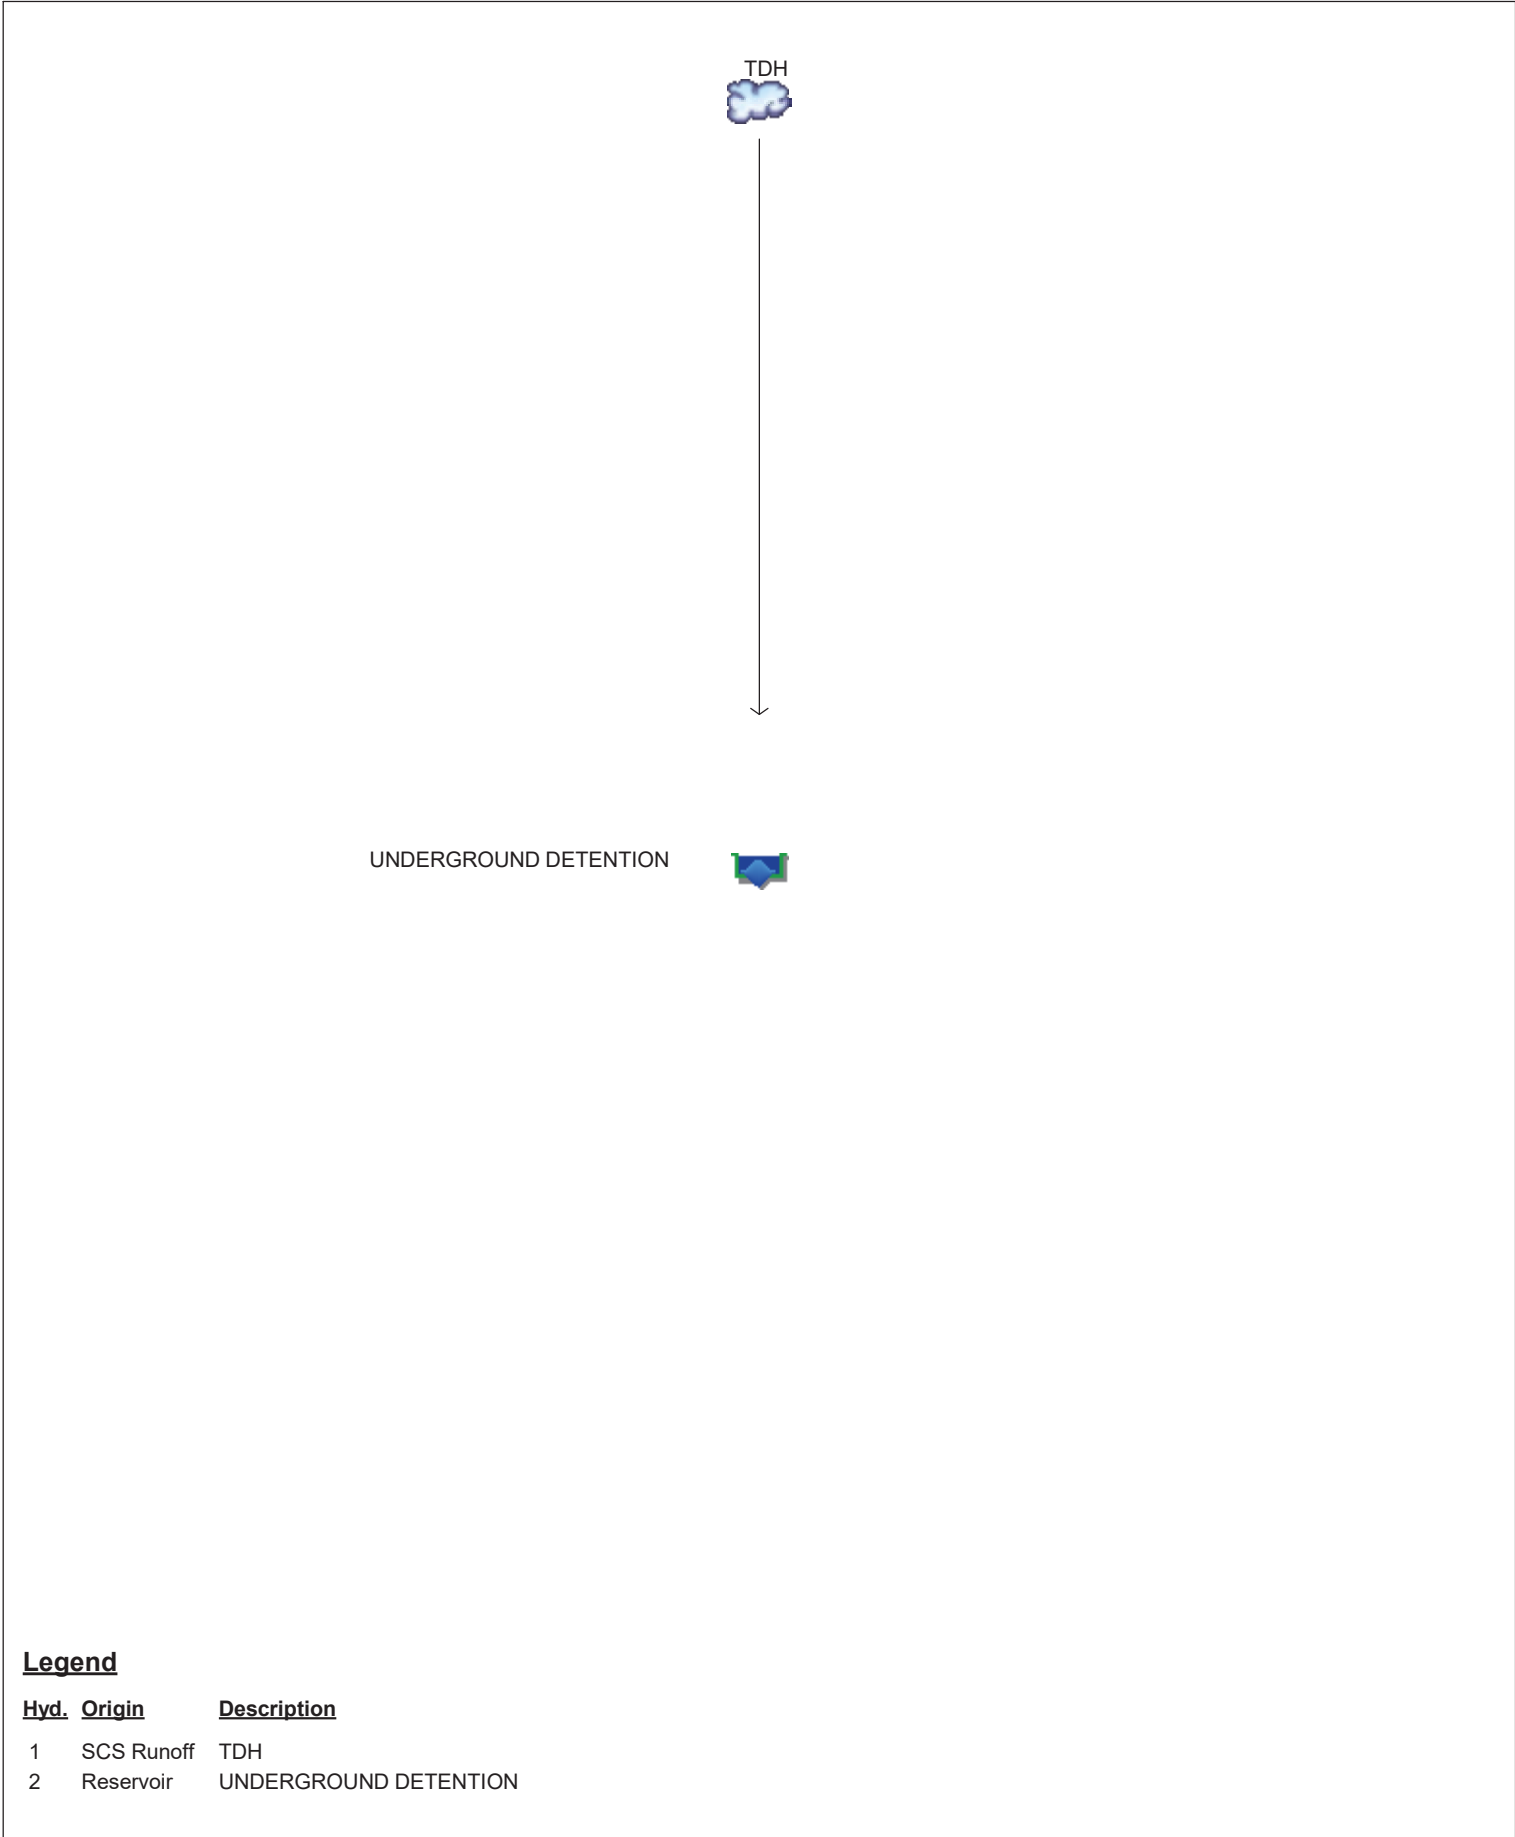 TDH
UNDERGROUND DETENTION
Legend
Hyd. Origin Description
1 SCS Runoff TDH
2 Reservoir UNDERGROUND DETENTION